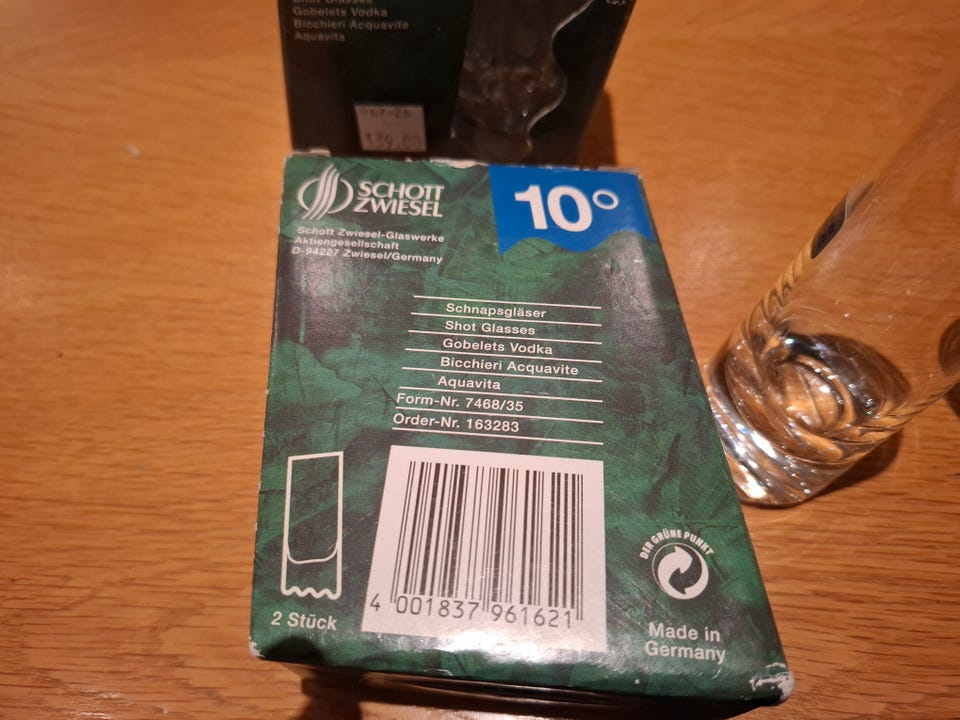 Shot Glasses
Gobelets Vodka
Bicchieri Acquavite
Aquavita
SCHOTT
ZWIESEL
10°
Schott Zwiesel-Glaswerke
Aktiengesellschaft
D-94227 Zwiesel/Germany
Schnapsgläser
Shot Glasses
Gobelets Vodka
Bicchieri Acquavite
Aquavita
Form-Nr. 7468/35
Order-Nr. 163283
4 001837 961621
2 Stück
DER GRÜNE PUNKT
Made in
Germany